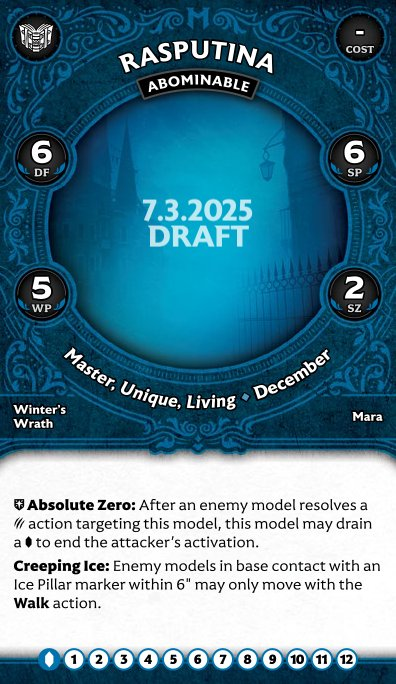 M
-
COST
RASPUTINA
ABOMINABLE
6
DF
6
SP
7.3.2025
DRAFT
5
WP
2
SZ
Master, Unique, Living ♦ December
Winter's
Wrath
Mara
Absolute Zero: After an enemy model resolves a
action targeting this model, this model may drain
a to end the attacker's activation.
Creeping Ice: Enemy models in base contact with an
Ice Pillar marker within 6" may only move with the
Walk action.
1 2 3 4 5 6 7 8 9 10 11 12